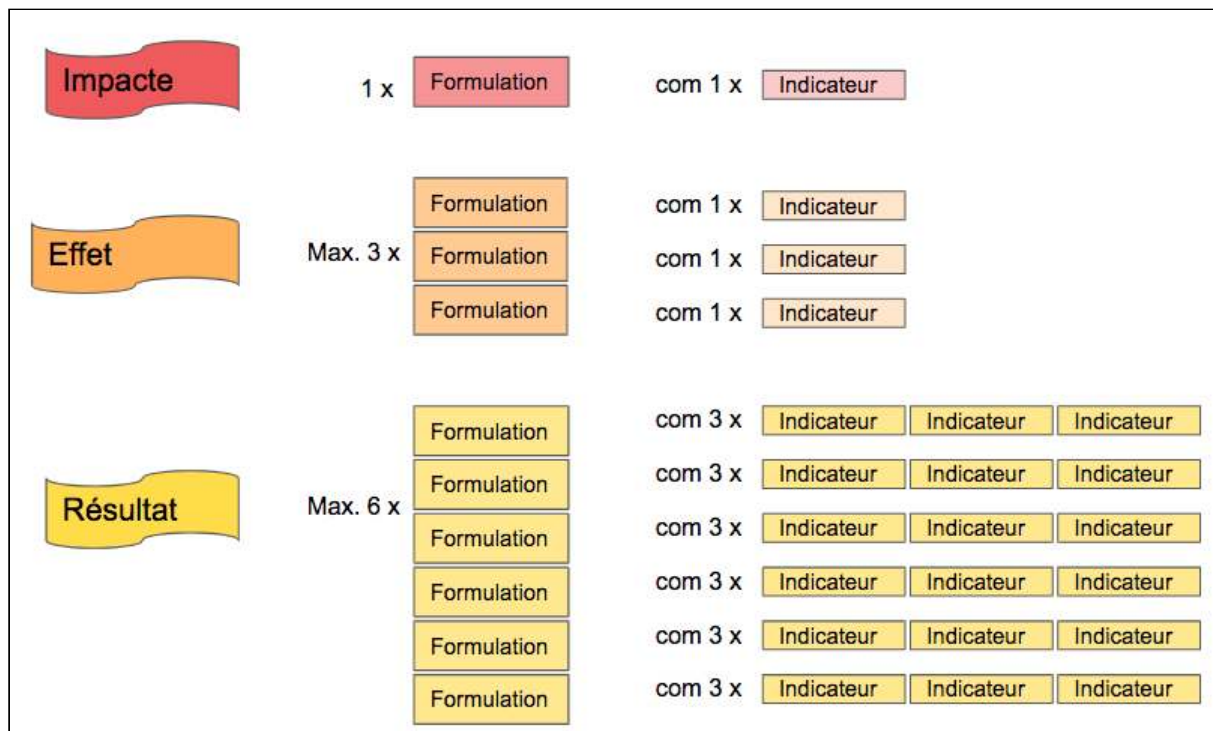 Impacte
1 x Formulation com 1 x Indicateur
Effet
Max. 3 x
Formulation com 1 x Indicateur
Formulation com 1 x Indicateur
Formulation com 1 x Indicateur
Résultat
Max. 6 x
Formulation com 3 x Indicateur Indicateur Indicateur
Formulation com 3 x Indicateur Indicateur Indicateur
Formulation com 3 x Indicateur Indicateur Indicateur
Formulation com 3 x Indicateur Indicateur Indicateur
Formulation com 3 x Indicateur Indicateur Indicateur
Formulation com 3 x Indicateur Indicateur Indicateur